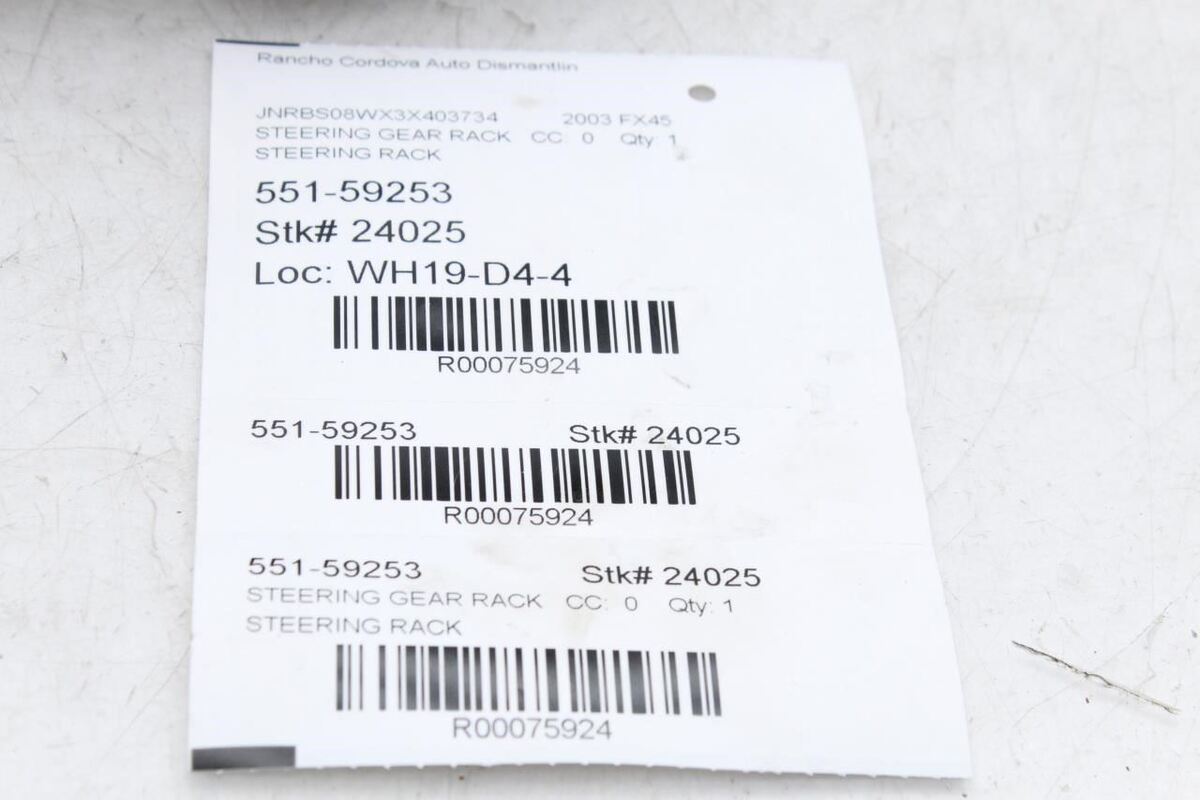 Rancho Cordova Auto Dismantlin
JNRBS08WX3X403734 2003 FX45
STEERING GEAR RACK CC: 0 Qty: 1
STEERING RACK
551-59253
Stk# 24025
Loc: WH19-D4-4
R00075924
551-59253 Stk# 24025
R00075924
551-59253 Stk# 24025
STEERING GEAR RACK CC: 0 Qty: 1
STEERING RACK
R00075924